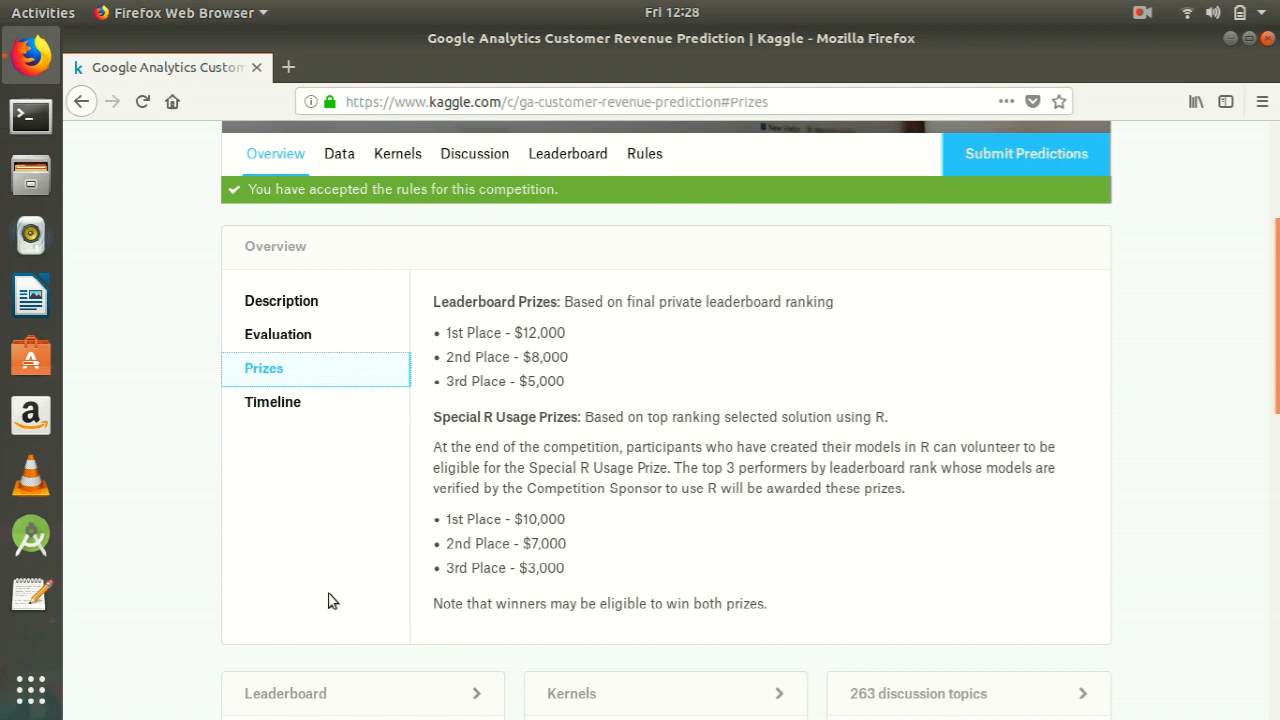 Activities Firefox Web Browser Fri 12:28
Google Analytics Customer Revenue Prediction | Kaggle - Mozilla Firefox
k Google Analytics Custom
https://www.kaggle.com/c/ga-customer-revenue-prediction#Prizes
Overview Data Kernels Discussion Leaderboard Rules Submit Predictions
You have accepted the rules for this competition.
Overview
Description
Evaluation
Prizes
Timeline
Leaderboard Prizes: Based on final private leaderboard ranking
• 1st Place - $12,000
• 2nd Place - $8,000
• 3rd Place - $5,000
Special R Usage Prizes: Based on top ranking selected solution using R.
At the end of the competition, participants who have created their models in R can volunteer to be
eligible for the Special R Usage Prize. The top 3 performers by leaderboard rank whose models are
verified by the Competition Sponsor to use R will be awarded these prizes.
• 1st Place - $10,000
• 2nd Place - $7,000
• 3rd Place - $3,000
Note that winners may be eligible to win both prizes.
Leaderboard Kernels 263 discussion topics